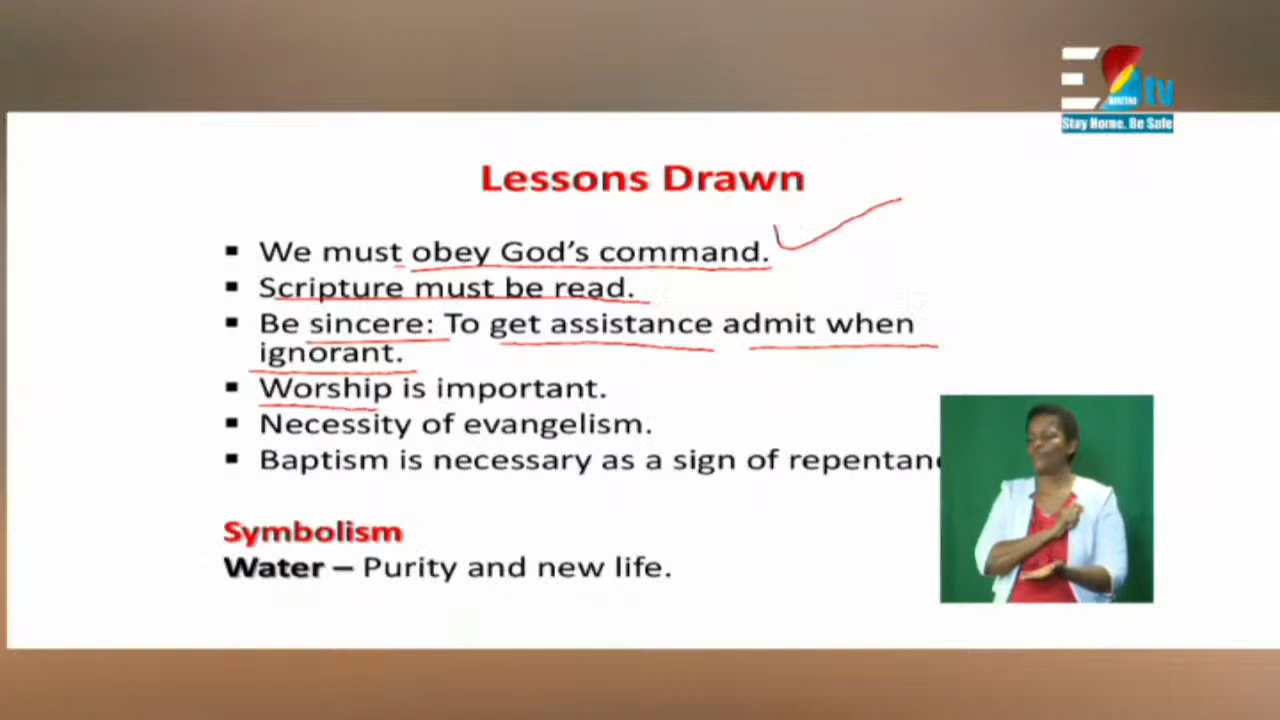 tv
Stay Home. Be Safe
Lessons Drawn
▪ We must obey God's command.
▪ Scripture must be read.
▪ Be sincere: To get assistance admit when
ignorant.
▪ Worship is important.
▪ Necessity of evangelism.
▪ Baptism is necessary as a sign of
Symbolism
Water – Purity and new life.